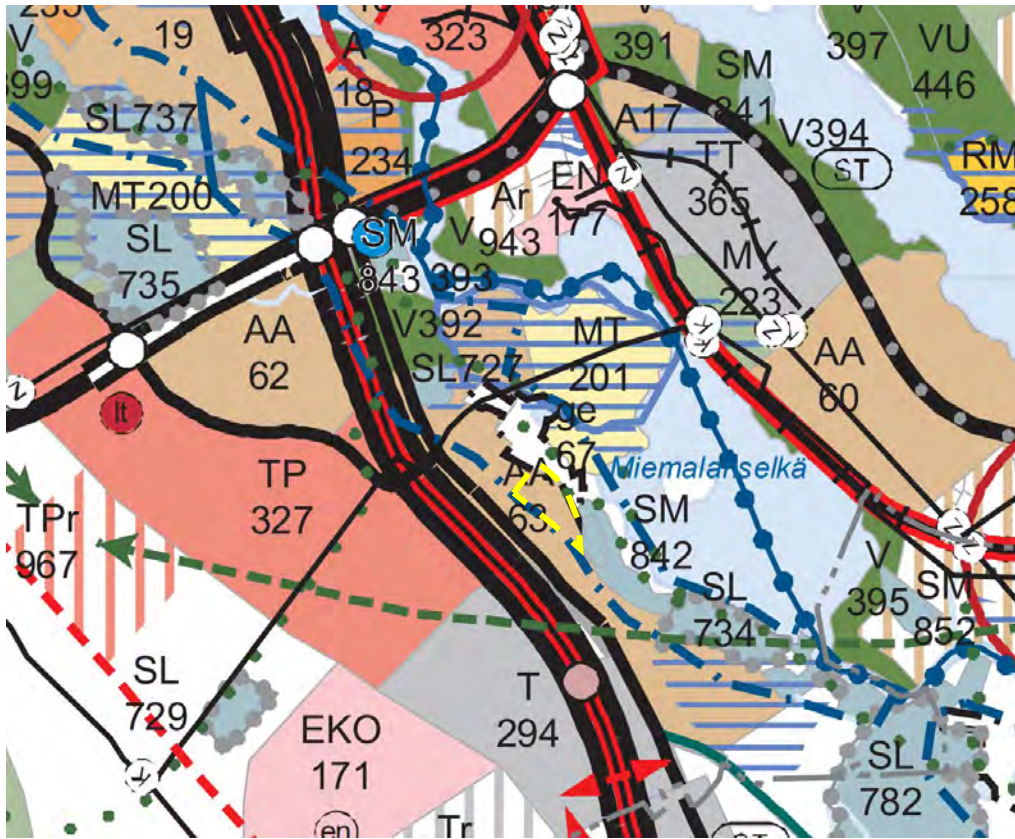 19
SL737
MT200
SL
735
A
18
P
234
323
V
391
SM
841
V
397
VU
446
A17
V394
ST
TT
365
RM
258
EN
177
Ar
943
V
393
SM
843
MY
223
AA
62
V392
SL727
MT
201
ge
67
AA
60
lt
TP
327
AA
63
Miemalanselkä
SM
842
TPr
967
SL
734
V
395
SM
852
SL
729
T
294
EKO
171
SL
782
en
Tr